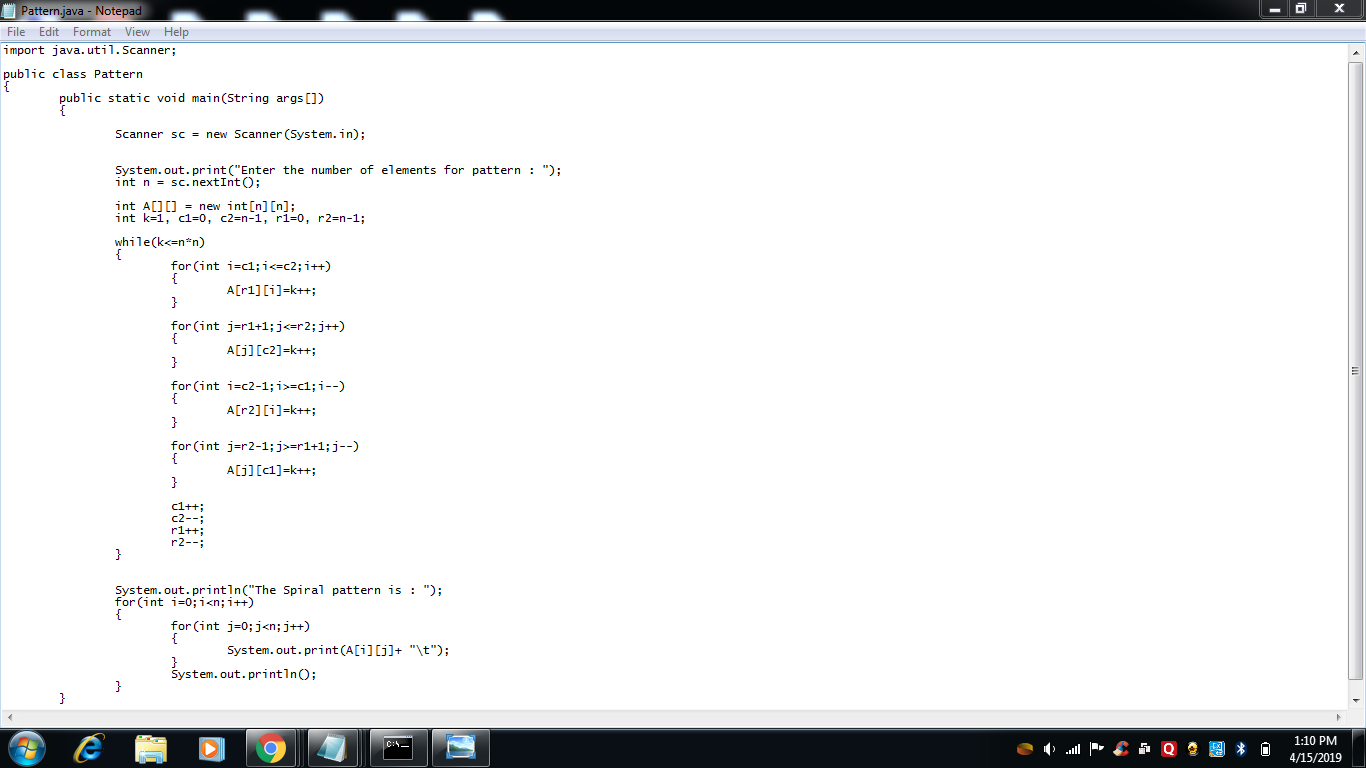 Pattern.java - Notepad
File Edit Format View Help
import java.util.Scanner;
public class Pattern
{
public static void main(String args[])
{
Scanner sc = new Scanner(System.in);
System.out.print("Enter the number of elements for pattern : ");
int n = sc.nextInt();
int A[][] = new int[n][n];
int k=1, c1=0, c2=n-1, r1=0, r2=n-1;
while(k<=n*n)
{
for(int i=c1;i<=c2;i++)
{
A[r1][i]=k++;
}
for(int j=r1+1;j<=r2;j++)
{
A[j][c2]=k++;
}
for(int i=c2-1;i>=c1;i--)
{
A[r2][i]=k++;
}
for(int j=r2-1;j>=r1+1;j--)
{
A[j][c1]=k++;
}
c1++;
c2--;
r1++;
r2--;
}
System.out.println("The Spiral pattern is : ");
for(int i=0;i<n;i++)
{
for(int j=0;j<n;j++)
{
System.out.print(A[i][j]+ "\t");
}
System.out.println();
}
}
C:\
1:10 PM
4/15/2019